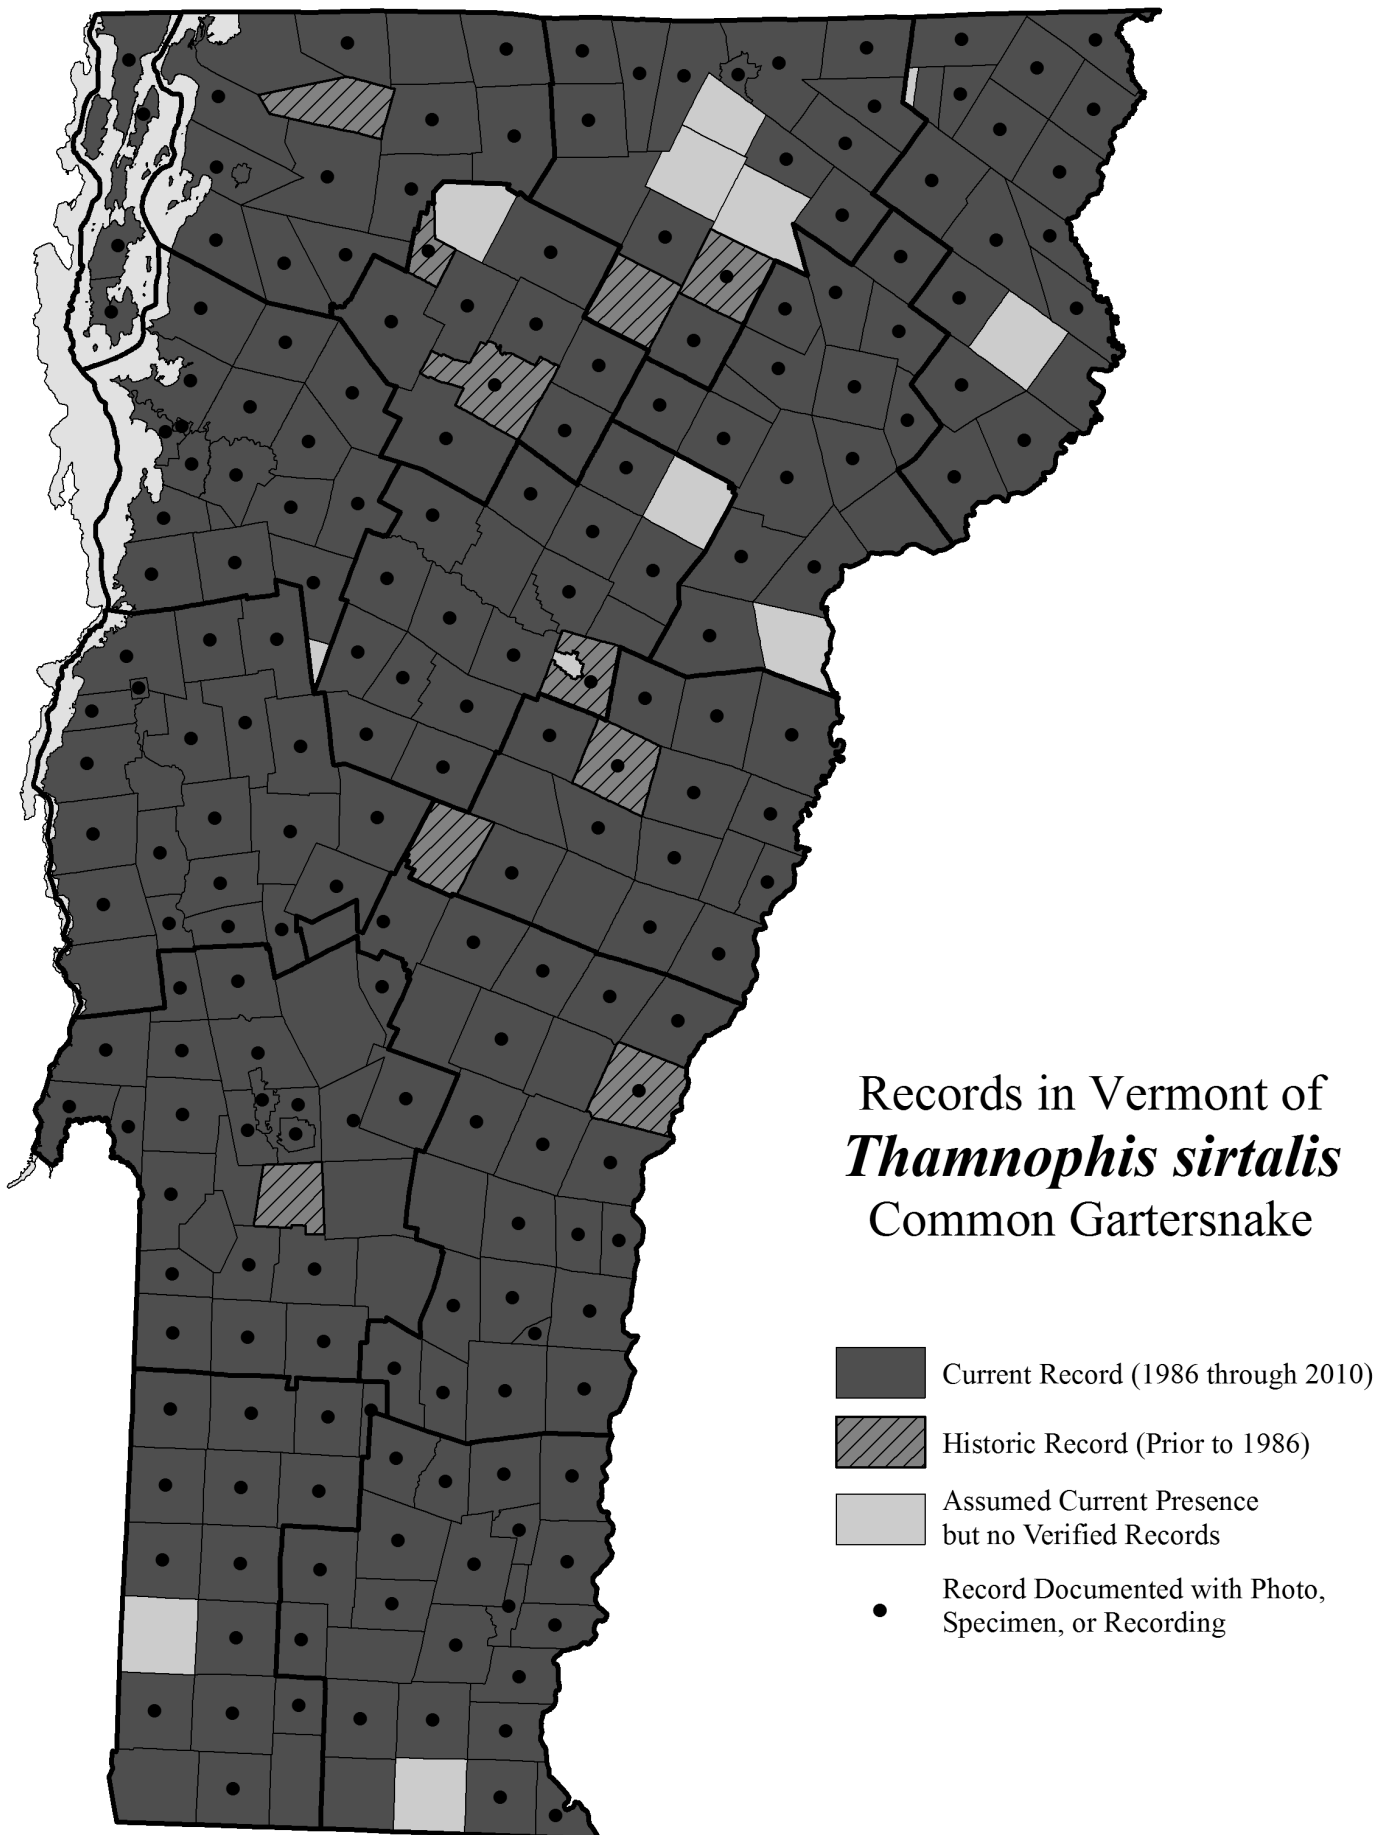 Records in Vermont of
Thamnophis sirtalis
Common Gartersnake
Current Record (1986 through 2010)
Historic Record (Prior to 1986)
Assumed Current Presence
but no Verified Records
Record Documented with Photo,
Specimen, or Recording